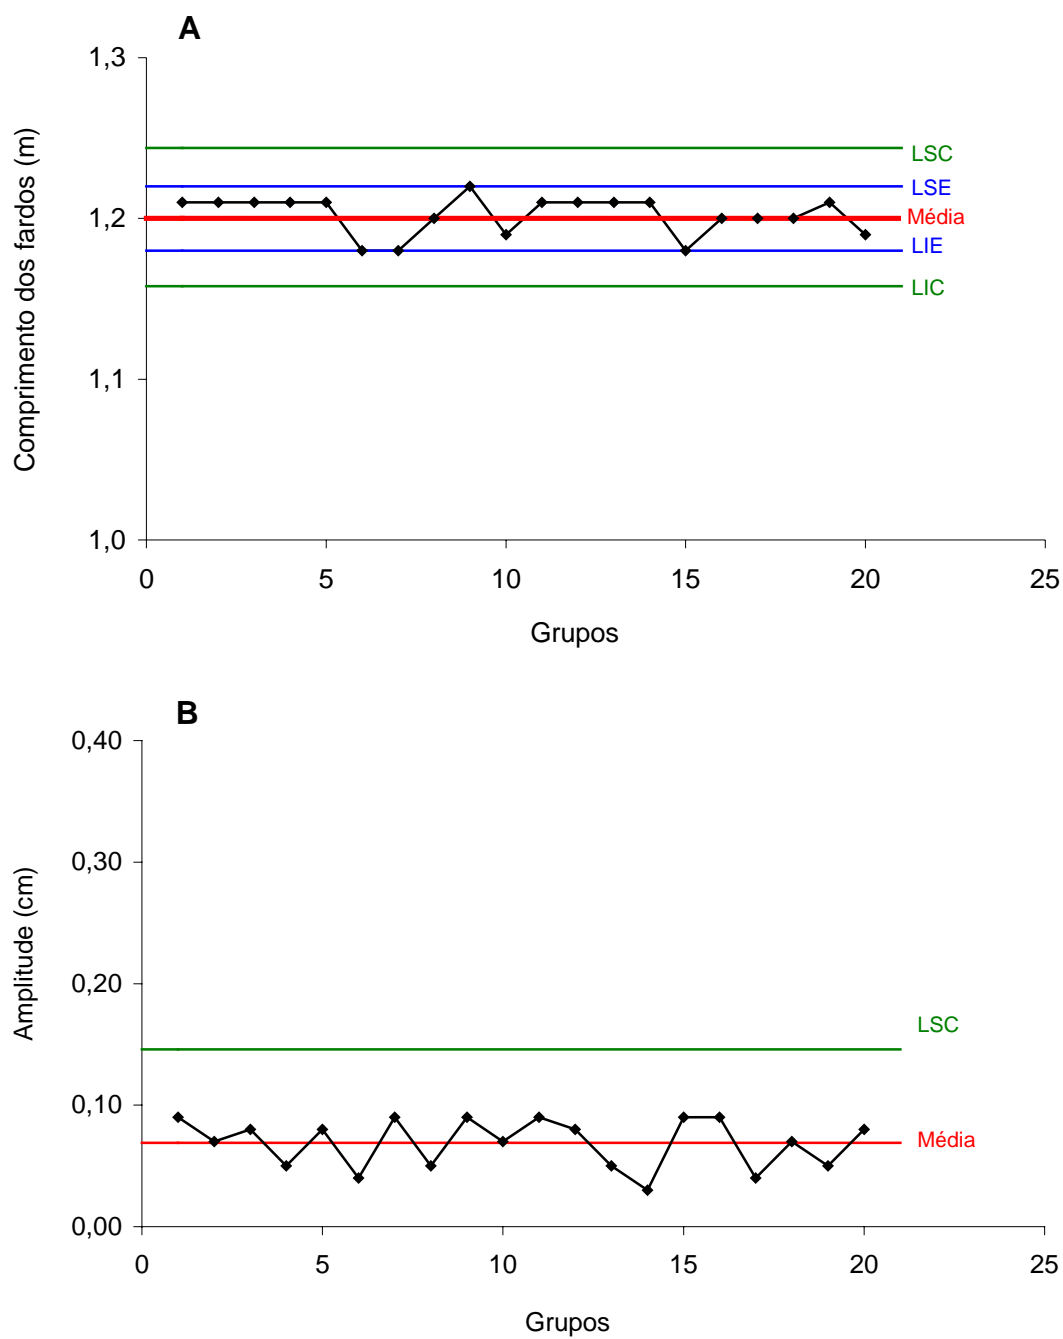 A
1,3
1,2
1,1
1,0
Comprimento dos fardos (m)
LSC
LSE
Média
LIE
LIC
0 5 10 15 20 25
Grupos
B
0,40
0,30
0,20
0,10
0,00
Amplitude (cm)
LSC
Média
0 5 10 15 20 25
Grupos